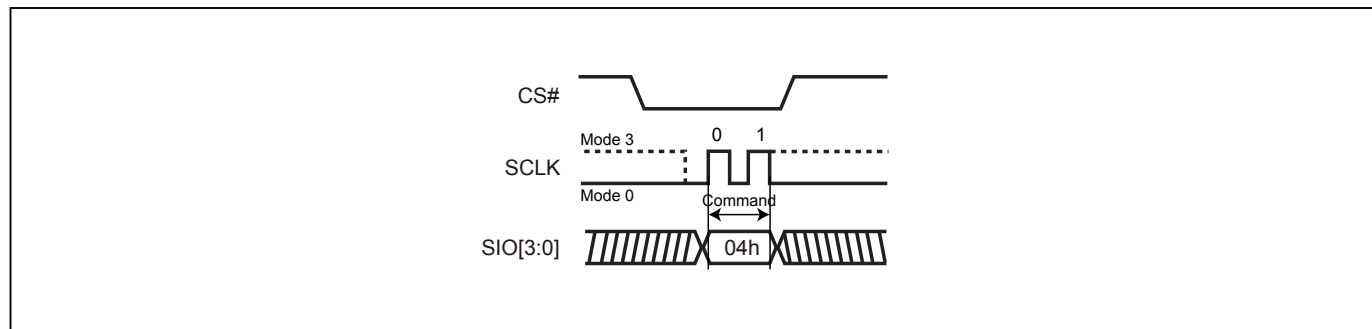 CS#
Mode 3 0 1
SCLK
Mode 0 Command
SIO[3:0] 04h